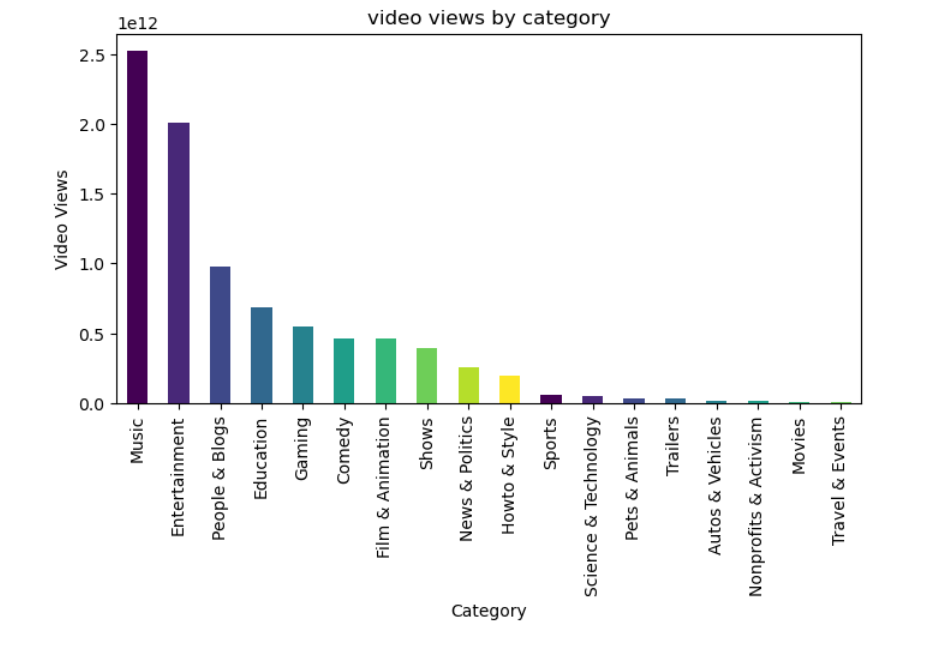 video views by category
1e12
2.5
2.0
1.5
1.0
0.5
0.0
Video Views
Music
Entertainment
People & Blogs
Education
Gaming
Comedy
Film & Animation
Shows
News & Politics
Howto & Style
Sports
Science & Technology
Pets & Animals
Trailers
Autos & Vehicles
Nonprofits & Activism
Movies
Travel & Events
Category